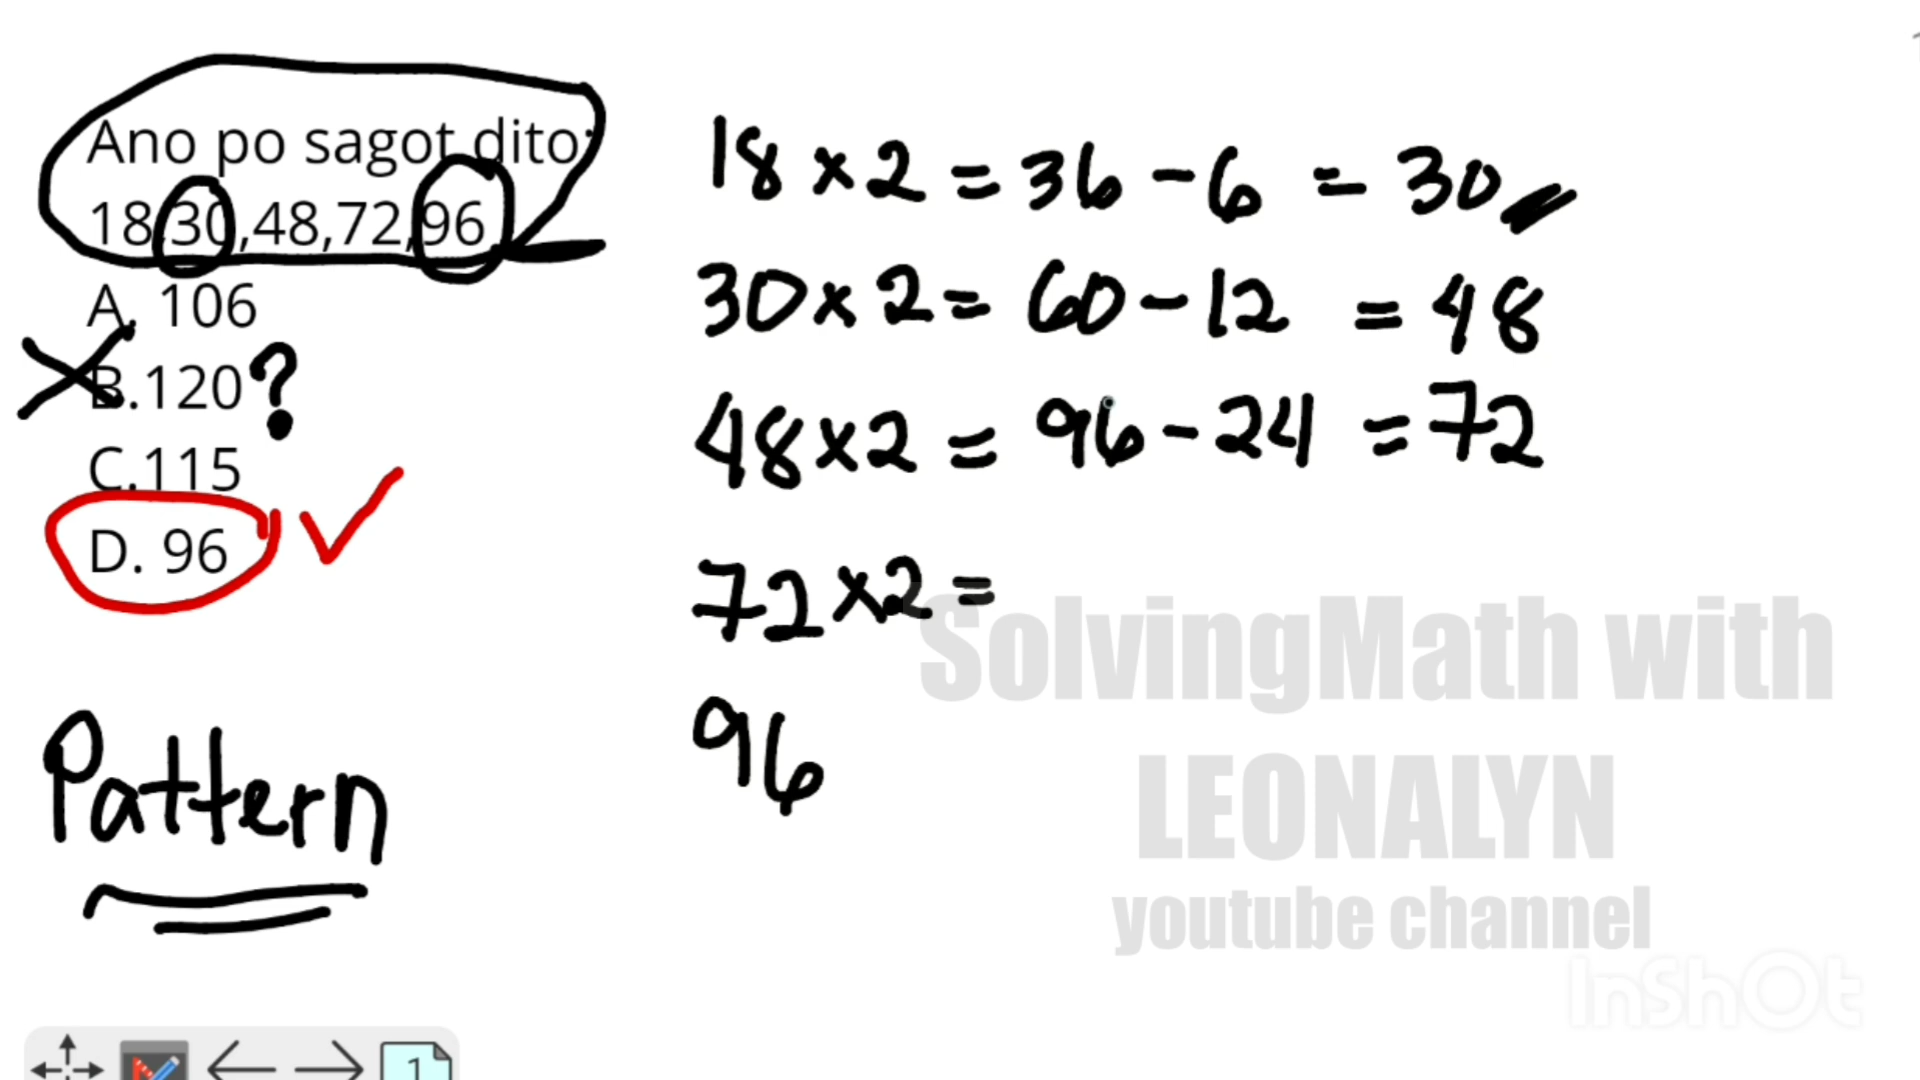 Ano po sagot dito:
18,30,48,72,96
A. 106
B.120?
C.115
D. 96
Pattern
18 x 2 = 36 - 6 = 30
30 x 2 = 60 - 12 = 48
48 x 2 = 96 - 24 = 72
72 x 2 =
96
SolvingMath with
LEONALYN
youtube channel
InShOt
1